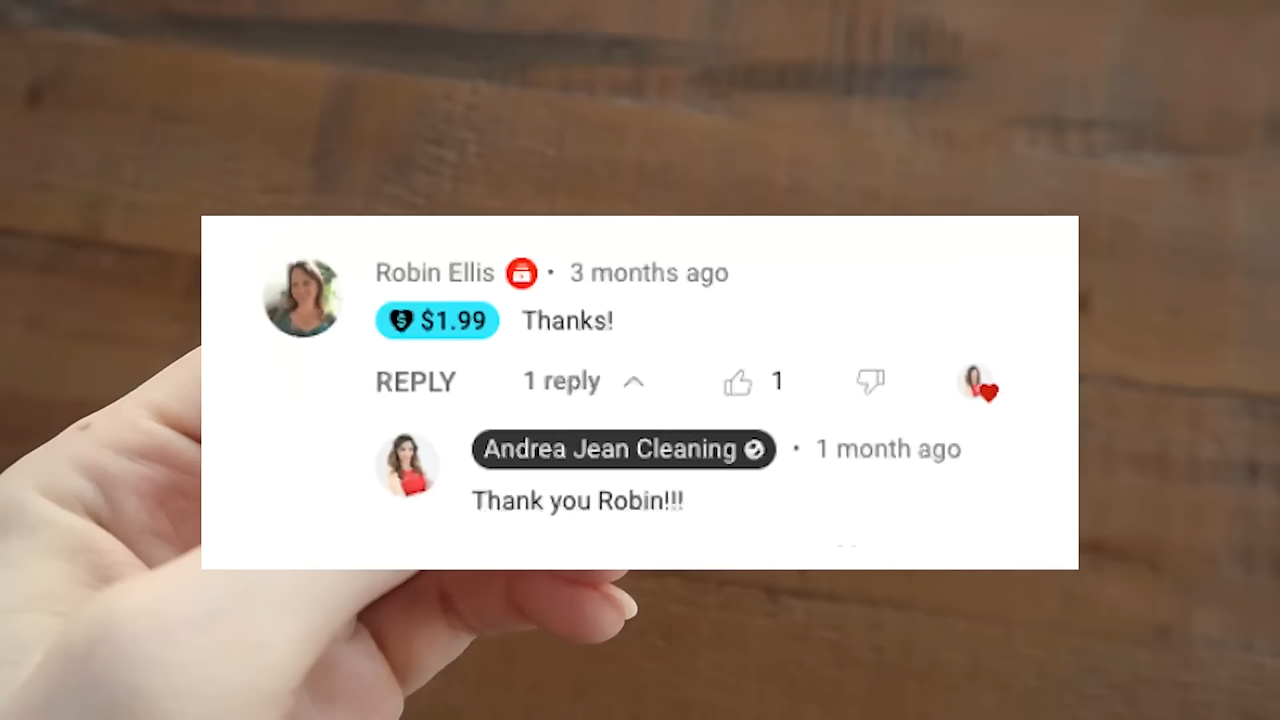 Robin Ellis • 3 months ago
$1.99 Thanks!
REPLY 1 reply 1
Andrea Jean Cleaning • 1 month ago
Thank you Robin!!!